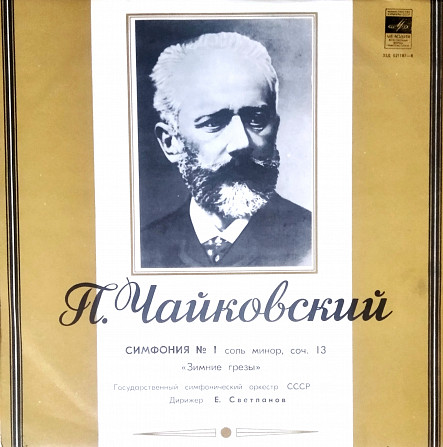 П. Чайковский
СИМФОНИЯ № 1 соль минор, соч. 13
«Зимние грезы»
Государственный симфонический оркестр СССР
Дирижер Е. Светланов